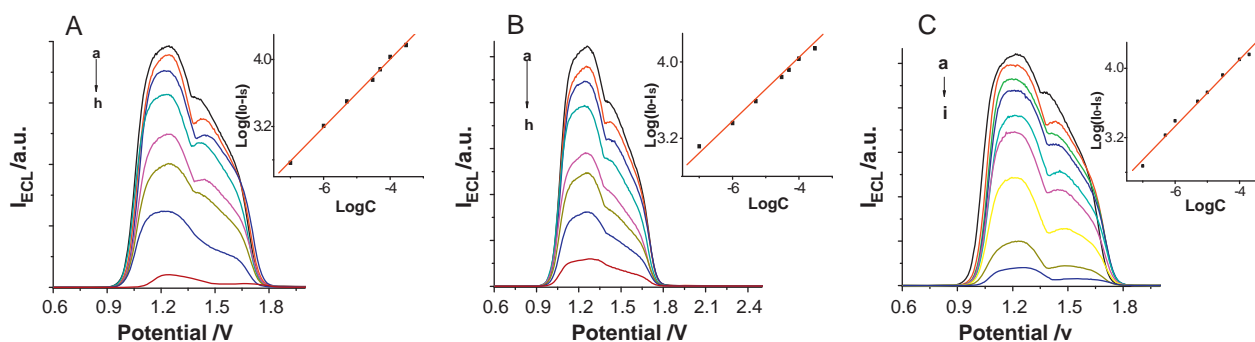 A
a
h
I_ECL /a.u.
0.6 0.9 1.2 1.5 1.8
Potential /V
Log(I0-Is)
4.0
3.2
-6 -4
LogC
B
a
h
I_ECL /a.u.
0.6 0.9 1.2 1.5 1.8 2.1 2.4
Potential /V
Log(I0-Is)
4.0
3.2
-6 -4
LogC
C
a
i
I_ECL /a.u.
0.6 0.9 1.2 1.5 1.8
Potential /v
Log(I0-Is)
4.0
3.2
-6 -4
LogC